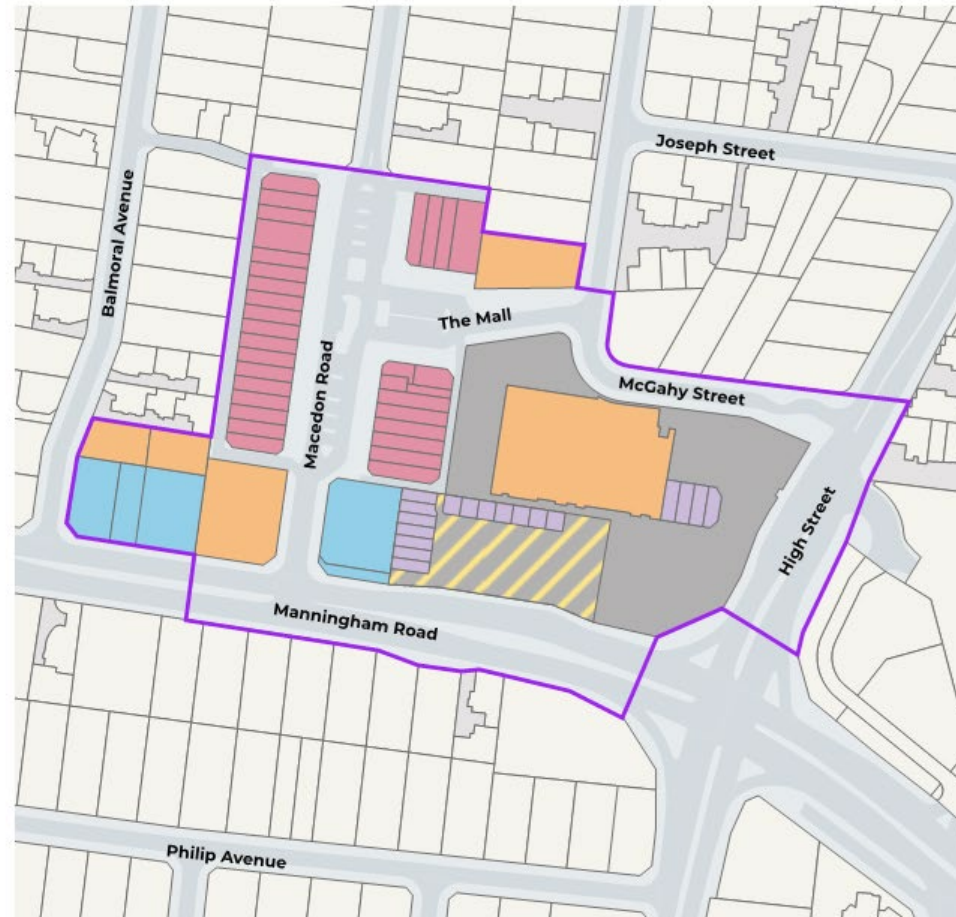 Joseph Street
Balmoral Avenue
The Mall
Macedon Road
McGahy Street
High Street
Manningham Road
Philip Avenue